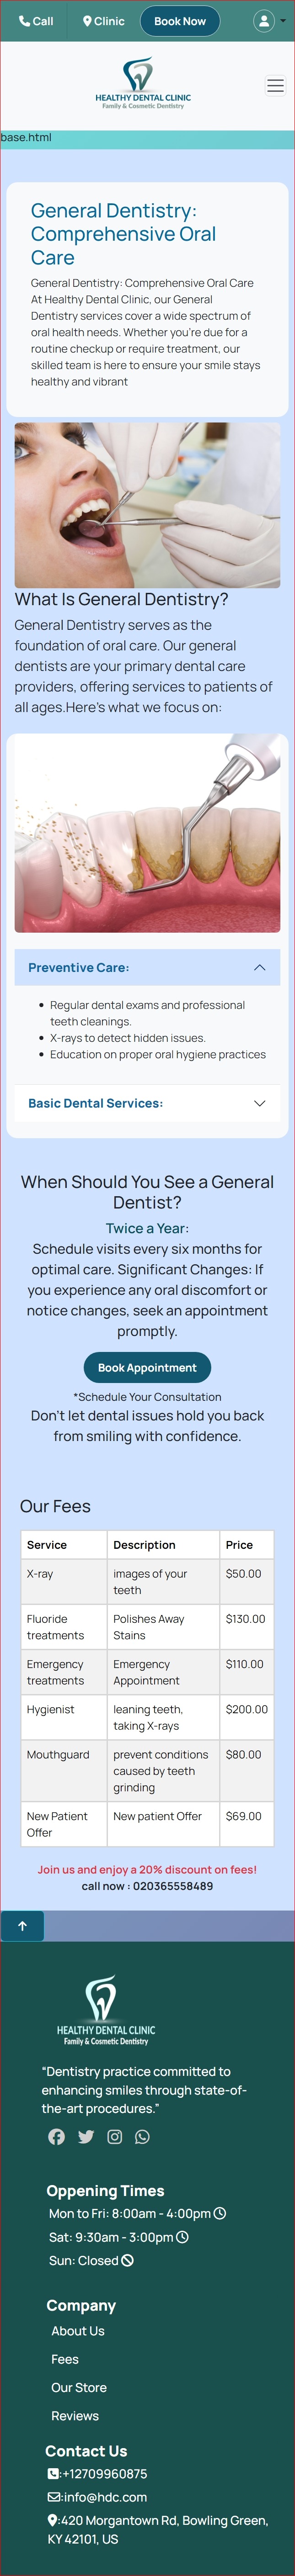 Call
Clinic
Book Now
HEALTHY DENTAL CLINIC
Family & Cosmetic Dentistry
base.html
General Dentistry:
Comprehensive Oral
Care
General Dentistry: Comprehensive Oral Care
At Healthy Dental Clinic, our General
Dentistry services cover a wide spectrum of
oral health needs. Whether you're due for a
routine checkup or require treatment, our
skilled team is here to ensure your smile stays
healthy and vibrant
What Is General Dentistry?
General Dentistry serves as the
foundation of oral care. Our general
dentists are your primary dental care
providers, offering services to patients of
all ages.Here's what we focus on:
Preventive Care:
Regular dental exams and professional
teeth cleanings.
X-rays to detect hidden issues.
Education on proper oral hygiene practices
Basic Dental Services:
When Should You See a General
Dentist?
Twice a Year:
Schedule visits every six months for
optimal care. Significant Changes: If
you experience any oral discomfort or
notice changes, seek an appointment
promptly.
Book Appointment
*Schedule Your Consultation
Don't let dental issues hold you back
from smiling with confidence.
Our Fees
Service Description Price
X-ray images of your teeth $50.00
Fluoride treatments Polishes Away Stains $130.00
Emergency treatments Emergency Appointment $110.00
Hygienist leaning teeth, taking X-rays $200.00
Mouthguard prevent conditions caused by teeth grinding $80.00
New Patient Offer New patient Offer $69.00
Join us and enjoy a 20% discount on fees!
call now : 020365558489
HEALTHY DENTAL CLINIC
Family & Cosmetic Dentistry
“Dentistry practice committed to
enhancing smiles through state-of-
the-art procedures.”
Oppening Times
Mon to Fri: 8:00am - 4:00pm
Sat: 9:30am - 3:00pm
Sun: Closed
Company
About Us
Fees
Our Store
Reviews
Contact Us
:+12709960875
:info@hdc.com
:420 Morgantown Rd, Bowling Green,
KY 42101, US